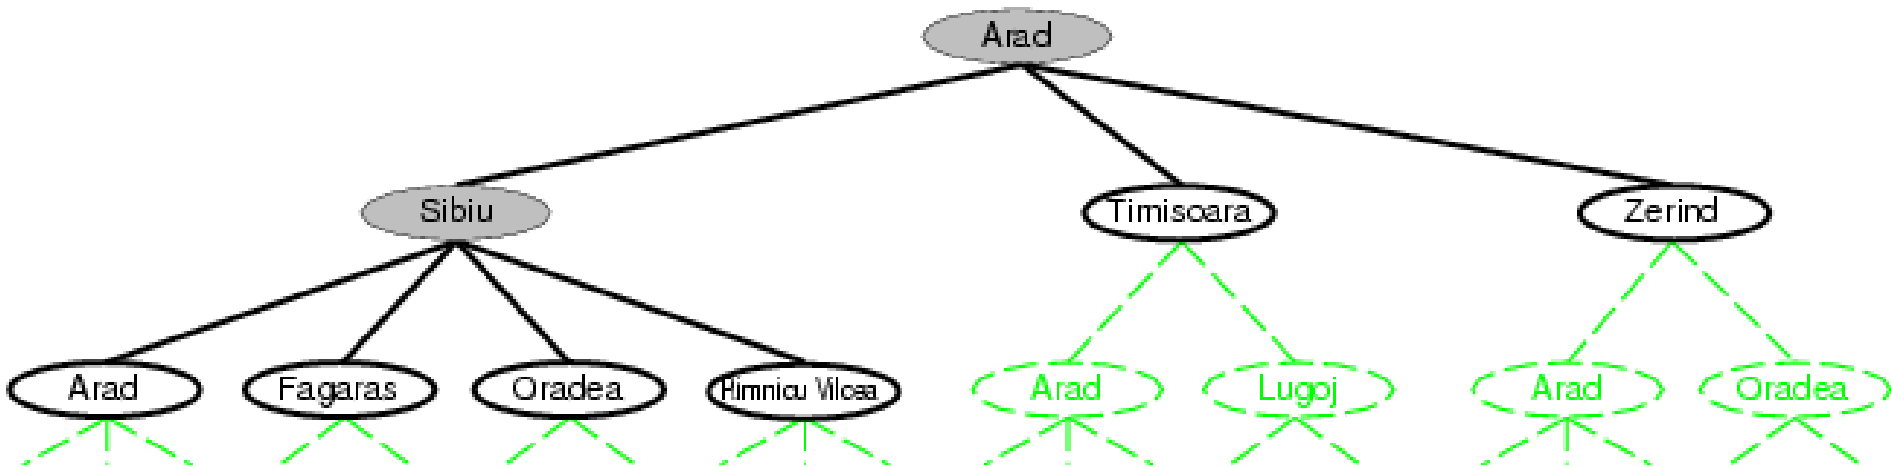 Arad
Sibiu
Timisoara
Zerind
Arad
Fagaras
Oradea
Rimnicu Vilcea
Arad
Lugoj
Arad
Oradea